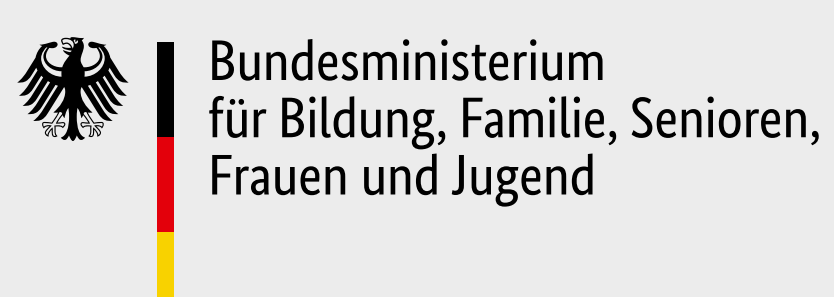 Bundesministerium
für Bildung, Familie, Senioren,
Frauen und Jugend